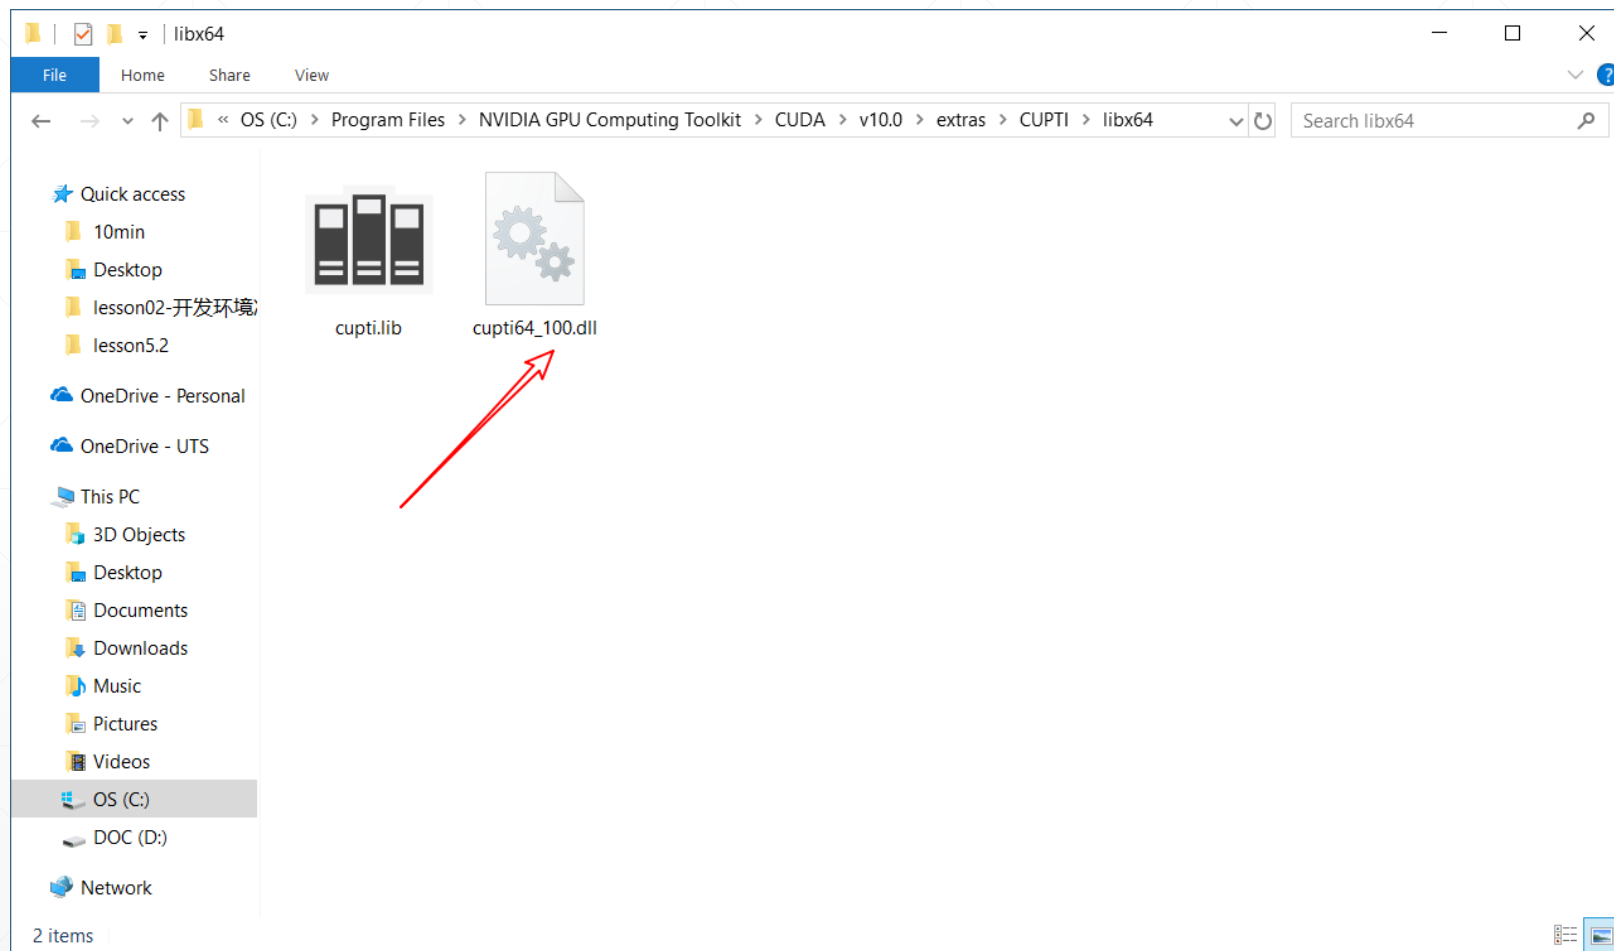 libx64
File Home Share View
« OS (C:) > Program Files > NVIDIA GPU Computing Toolkit > CUDA > v10.0 > extras > CUPTI > libx64
Search libx64
Quick access
10min
Desktop
lesson02-开发环境
lesson5.2
OneDrive - Personal
OneDrive - UTS
This PC
3D Objects
Desktop
Documents
Downloads
Music
Pictures
Videos
OS (C:)
DOC (D:)
Network
cupti.lib
cupti64_100.dll
2 items